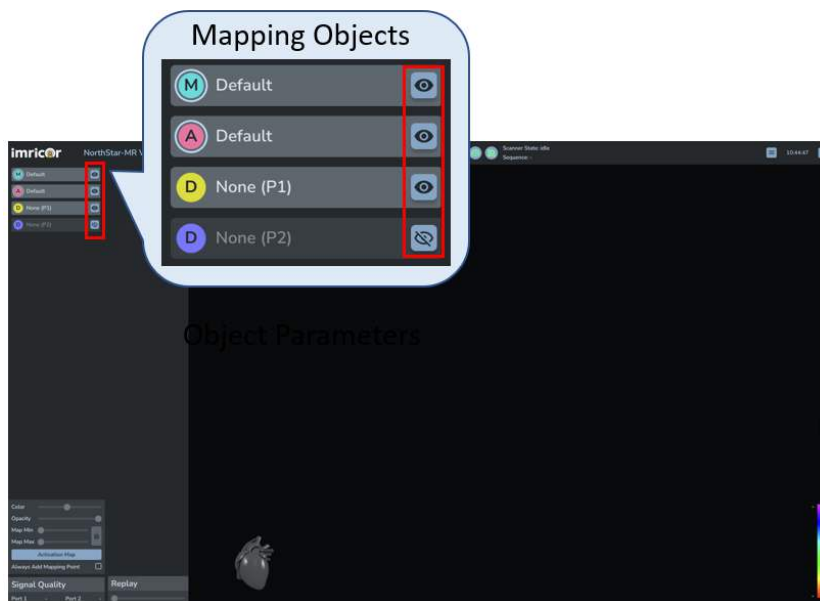 Mapping Objects
M Default
A Default
D None (P1)
D None (P2)
imricor NorthStar-MR
Scanner State: Idle
Sequence: -
10:44:47
M Default
A Default
D None (P1)
D None (P2)
Object Parameters
Color
Opacity
Map Min
Map Max
Activation Map
Always Add Mapping Point
Signal Quality
Replay
Port 1 - Port 2 -